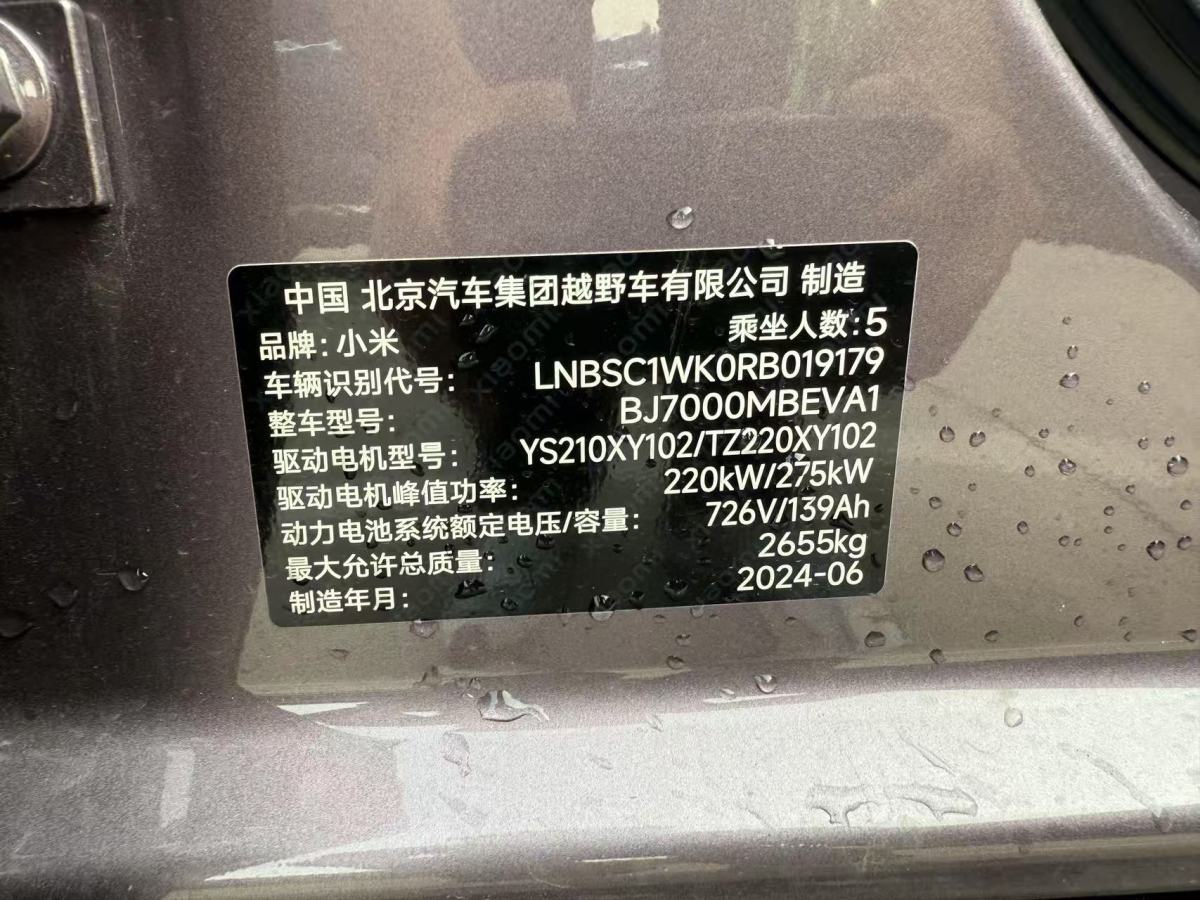 中国 北京汽车集团越野车有限公司 制造
品牌：小米 乘坐人数：5
车辆识别代号： LNBSC1WK0RB019179
整车型号： BJ7000MBEVA1
驱动电机型号： YS210XY102/TZ220XY102
驱动电机峰值功率： 220kW/275kW
动力电池系统额定电压/容量： 726V/139Ah
最大允许总质量： 2655kg
制造年月： 2024-06